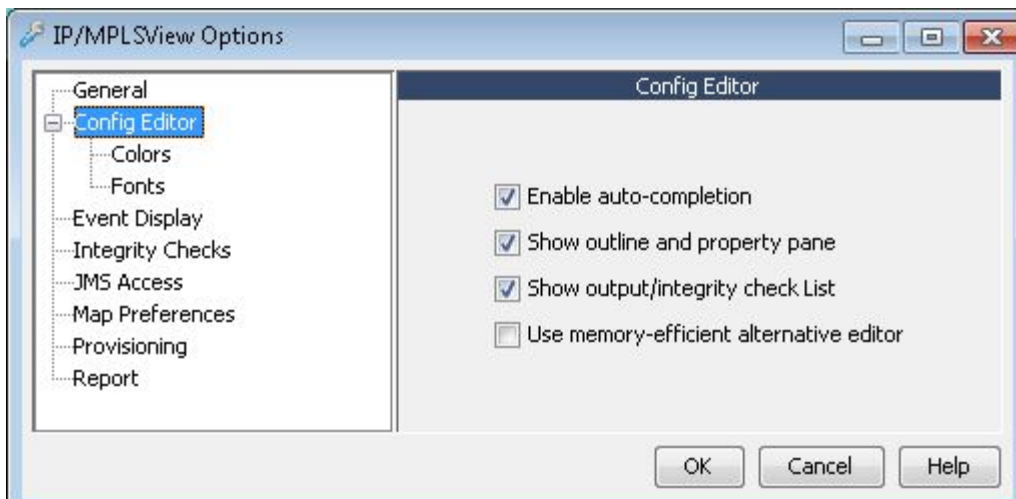 IP/MPLSView Options
General
Config Editor
Colors
Fonts
Event Display
Integrity Checks
JMS Access
Map Preferences
Provisioning
Report
Config Editor
Enable auto-completion
Show outline and property pane
Show output/integrity check List
Use memory-efficient alternative editor
OK Cancel Help